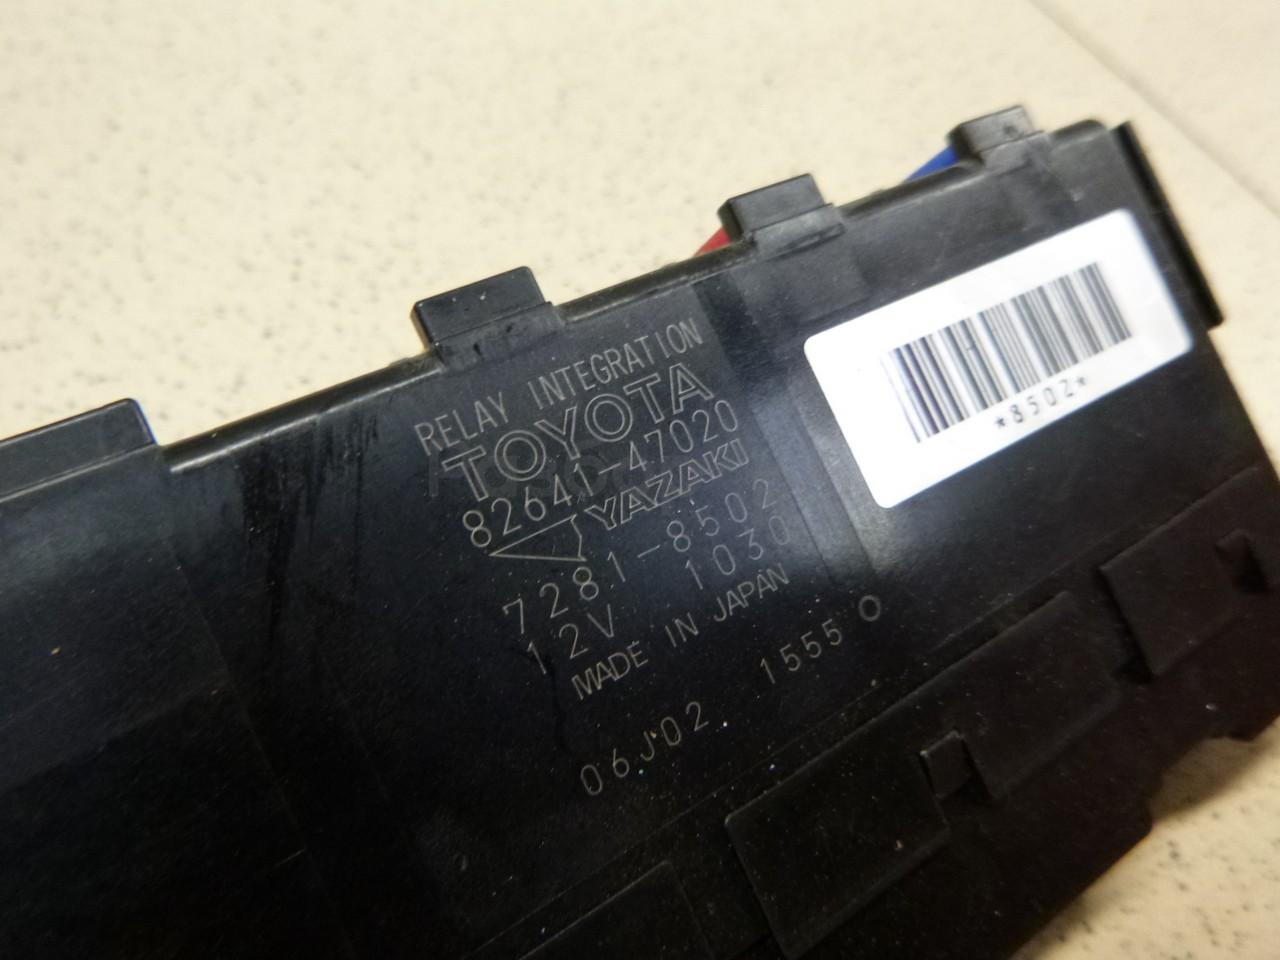 RELAY INTEGRATION
TOYOTA
82641-47020
YAZAKI
7281-8502
12V 1030
MADE IN JAPAN
06J02 1555 O
*8502*